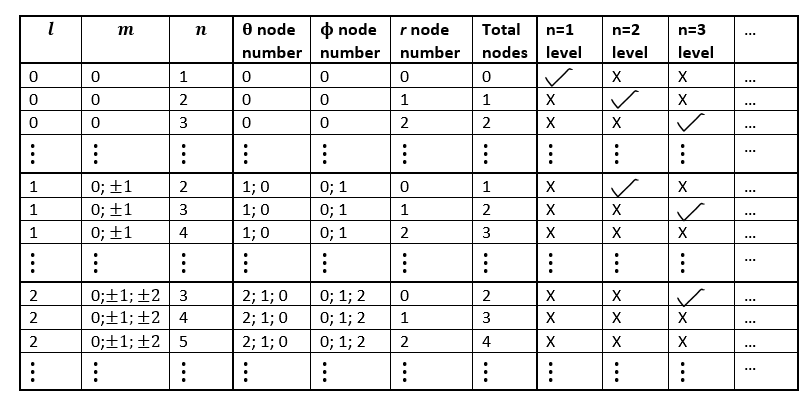 l m n θ node number ϕ node number r node number Total nodes n=1 level n=2 level n=3 level ...
0 0 1 0 0 0 0 ✓ X X ...
0 0 2 0 0 1 1 X ✓ X ...
0 0 3 0 0 2 2 X X ✓ ...
⋮ ⋮ ⋮ ⋮ ⋮ ⋮ ⋮ ⋮ ⋮ ⋮ ...
1 0; ±1 2 1; 0 0; 1 0 1 X ✓ X ...
1 0; ±1 3 1; 0 0; 1 1 2 X X ✓ ...
1 0; ±1 4 1; 0 0; 1 2 3 X X X ...
⋮ ⋮ ⋮ ⋮ ⋮ ⋮ ⋮ ⋮ ⋮ ⋮ ...
2 0;±1; ±2 3 2; 1; 0 0; 1; 2 0 2 X X ✓ ...
2 0;±1; ±2 4 2; 1; 0 0; 1; 2 1 3 X X X ...
2 0;±1; ±2 5 2; 1; 0 0; 1; 2 2 4 X X X ...
⋮ ⋮ ⋮ ⋮ ⋮ ⋮ ⋮ ⋮ ⋮ ⋮ ...